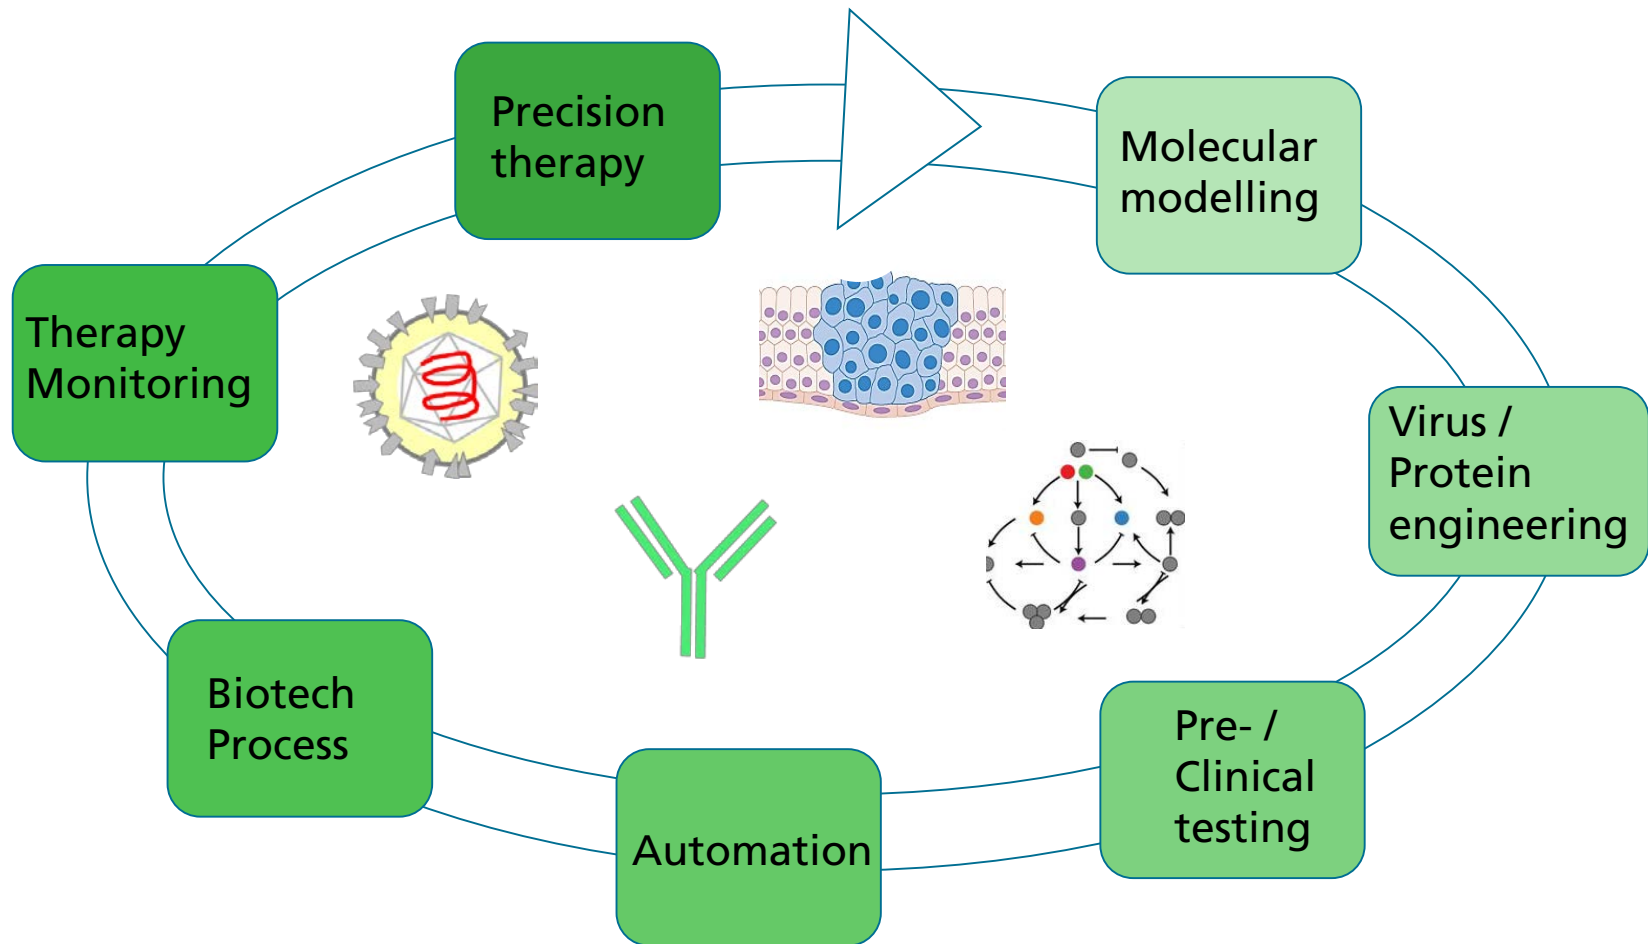 Precision
therapy
Molecular
modelling
Virus /
Protein
engineering
Pre- /
Clinical
testing
Automation
Biotech
Process
Therapy
Monitoring